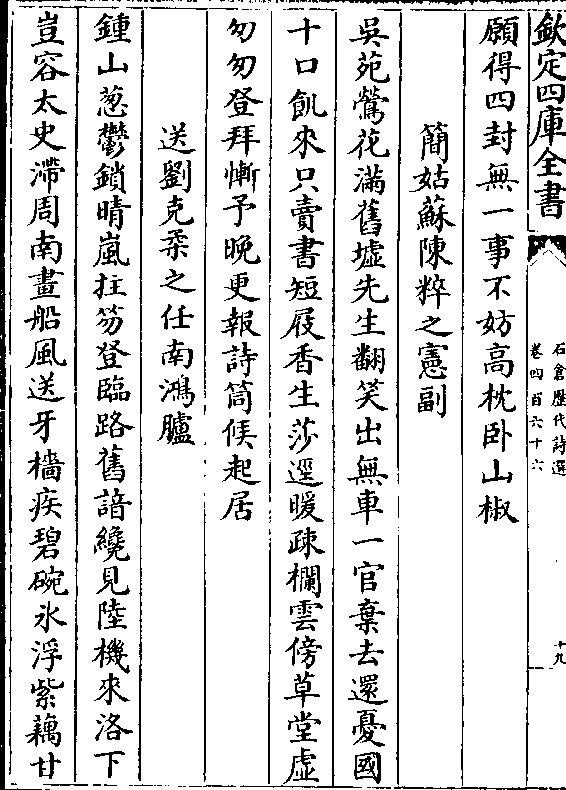 欽定四庫全書
石倉歷代詩選
卷四百六十六
十九
願得四封無一事不妨高枕卧山椒
簡姑蘇陳粹之憲副
吳苑鶯花滿舊墟先生翻笑出無車一官棄去還憂國
十口飢來只賣書短屐香生莎逕暖疎欄雲傍草堂虛
匆匆登拜慚予晚更報詩筒候起居
送劉克柔之任南鴻臚
鍾山葱鬱鎖晴嵐拄笏登臨路舊諳纔見陸機來洛下
豈容太史滯周南畫船風送牙檣疾碧碗氷浮紫藕甘